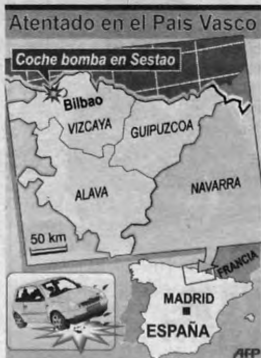 Atentado en el País Vasco
Coche bomba en Sestao
Bilbao
VIZCAYA
GUIPUZCOA
ALAVA
NAVARRA
50 km
FRANCIA
MADRID
ESPAÑA
AFP